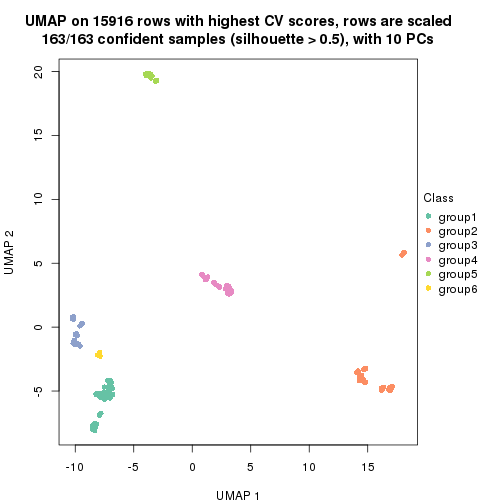 UMAP on 15916 rows with highest CV scores, rows are scaled
163/163 confident samples (silhouette > 0.5), with 10 PCs
20
15
10
5
0
-5
UMAP 2
-10
-5
0
5
10
15
UMAP 1
Class
group1
group2
group3
group4
group5
group6